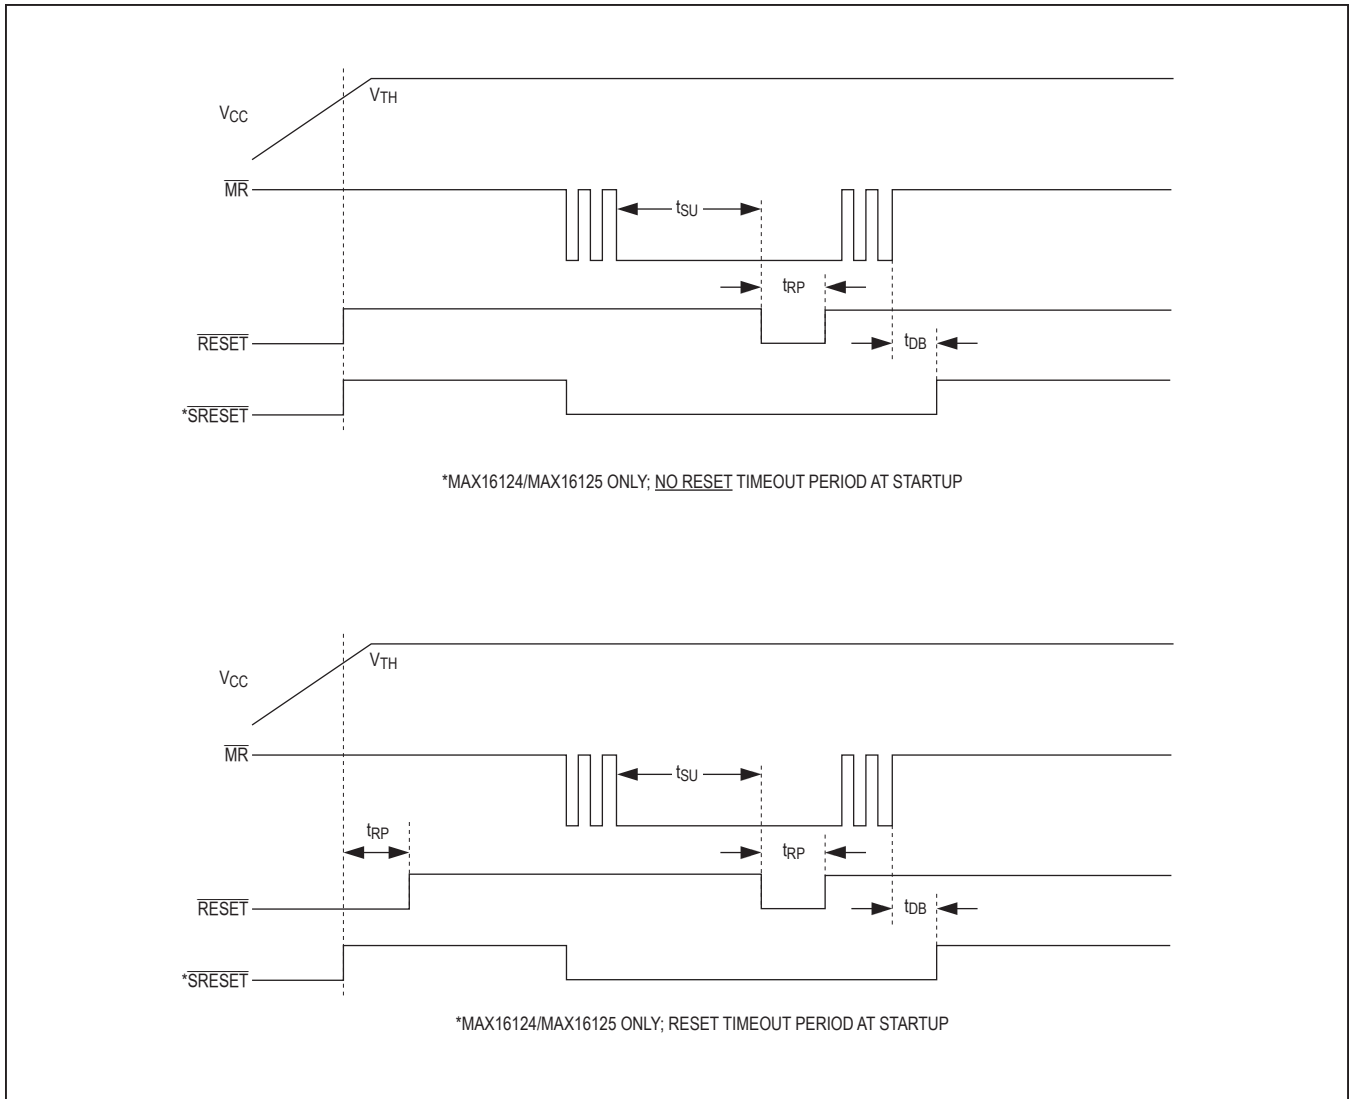 VCC
VTH
MR
tSU
tRP
RESET
tDB
*SRESET
*MAX16124/MAX16125 ONLY; NO RESET TIMEOUT PERIOD AT STARTUP
VCC
VTH
MR
tSU
tRP
tRP
RESET
tDB
*SRESET
*MAX16124/MAX16125 ONLY; RESET TIMEOUT PERIOD AT STARTUP